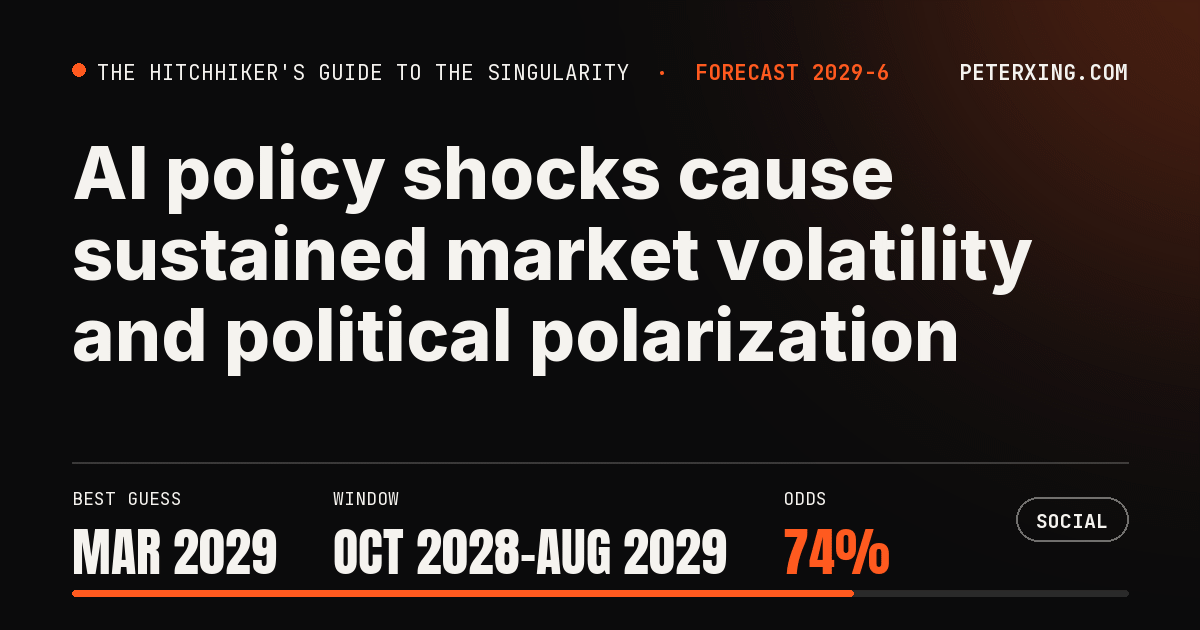 THE HITCHHIKER'S GUIDE TO THE SINGULARITY · FORECAST 2029-6 PETERXING.COM
AI policy shocks cause
sustained market volatility
and political polarization
BEST GUESS WINDOW ODDS
MAR 2029 OCT 2028-AUG 2029 74% SOCIAL